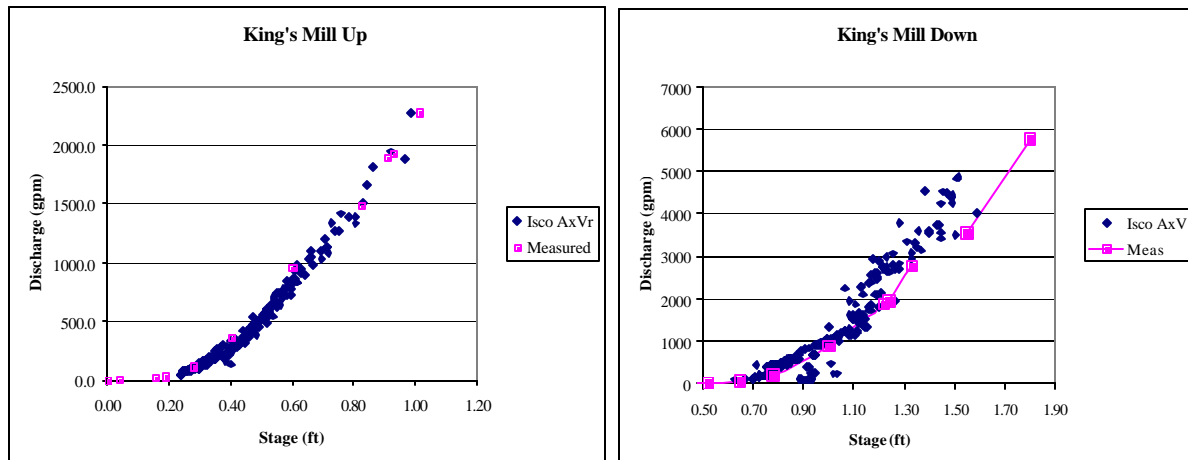 King's Mill Up
2500.0
2000.0
1500.0
1000.0
500.0
0.0
Discharge (gpm)
0.00 0.20 0.40 0.60 0.80 1.00 1.20
Stage (ft)
Isco AxVr
Measured
King's Mill Down
7000
6000
5000
4000
3000
2000
1000
0
Discharge (gpm)
0.50 0.70 0.90 1.10 1.30 1.50 1.70 1.90
Stage (ft)
Isco AxV
Meas